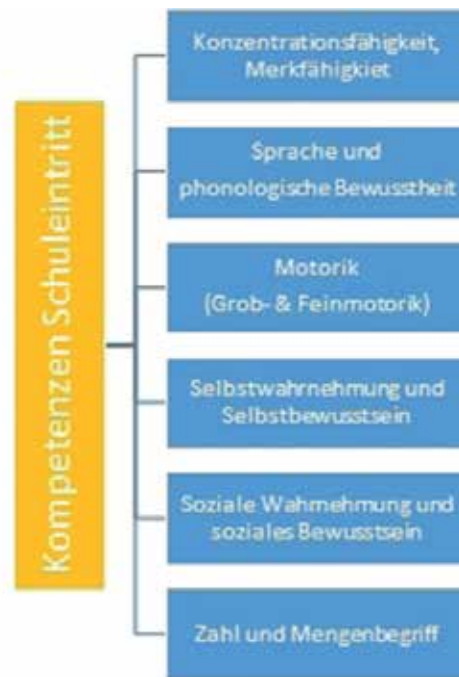 Kompetenzen Schuleintritt
Konzentrationsfähigkeit,
Merkfähigkiet
Sprache und
phonologische Bewusstheit
Motorik
(Grob- & Feinmotorik)
Selbstwahrnehmung und
Selbstbewusstsein
Soziale Wahrnehmung und
soziales Bewusstsein
Zahl und Mengenbegriff